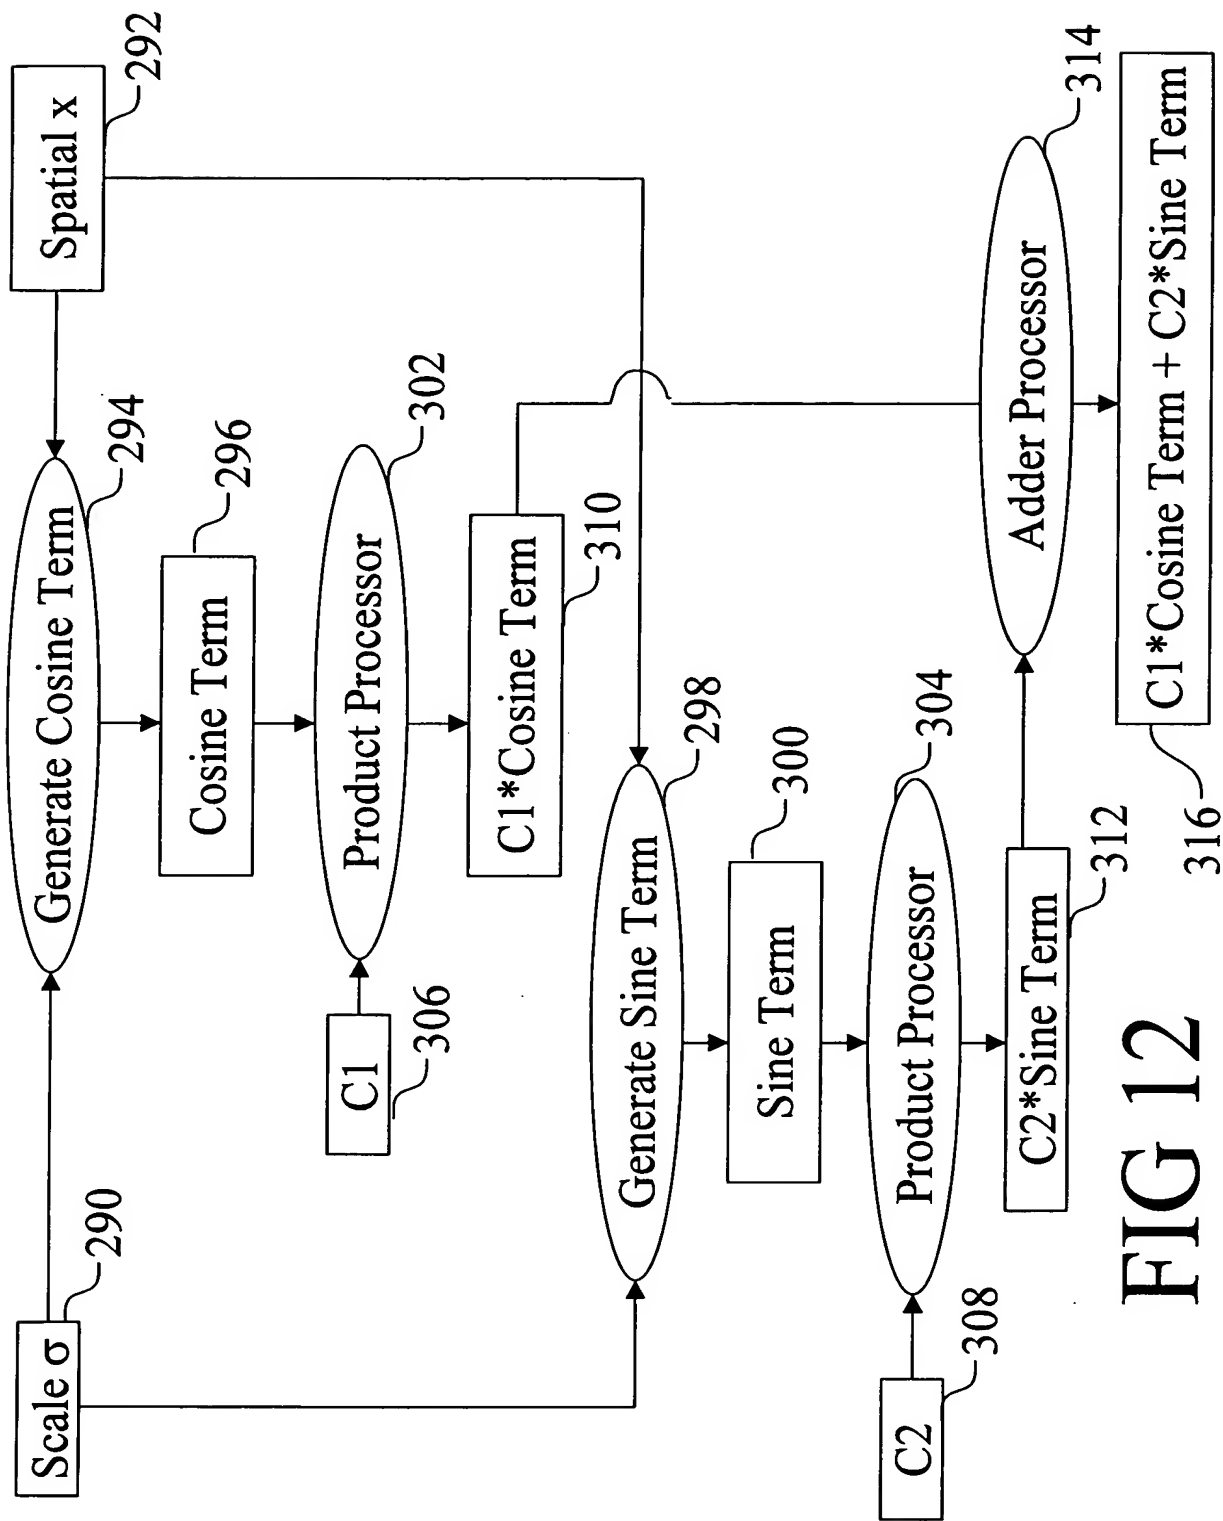 Scale σ
290
Spatial x
292
Generate Cosine Term
294
Cosine Term
296
C1
306
Product Processor
302
C1*Cosine Term
310
Generate Sine Term
298
Sine Term
300
C2
308
Product Processor
304
C2*Sine Term
312
Adder Processor
314
C1*Cosine Term + C2*Sine Term
316
FIG 12